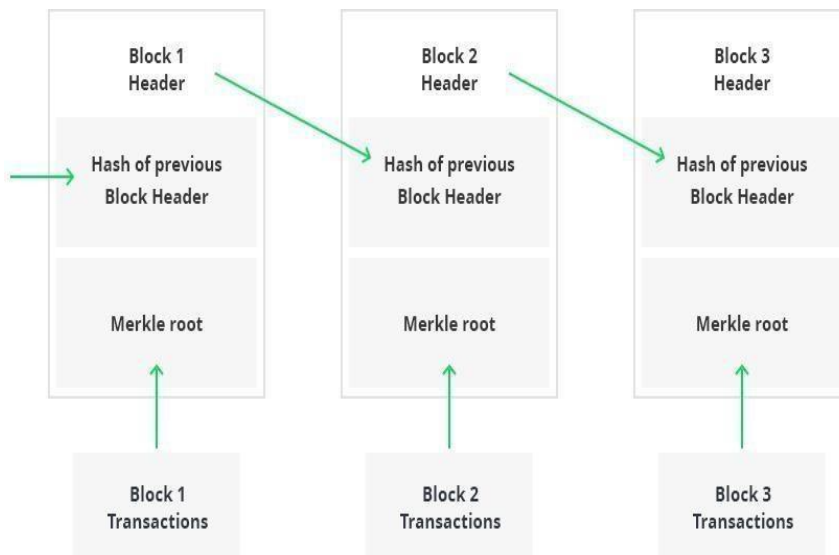 Block 1
Header
Block 2
Header
Block 3
Header
Hash of previous
Block Header
Hash of previous
Block Header
Hash of previous
Block Header
Merkle root
Merkle root
Merkle root
Block 1
Transactions
Block 2
Transactions
Block 3
Transactions